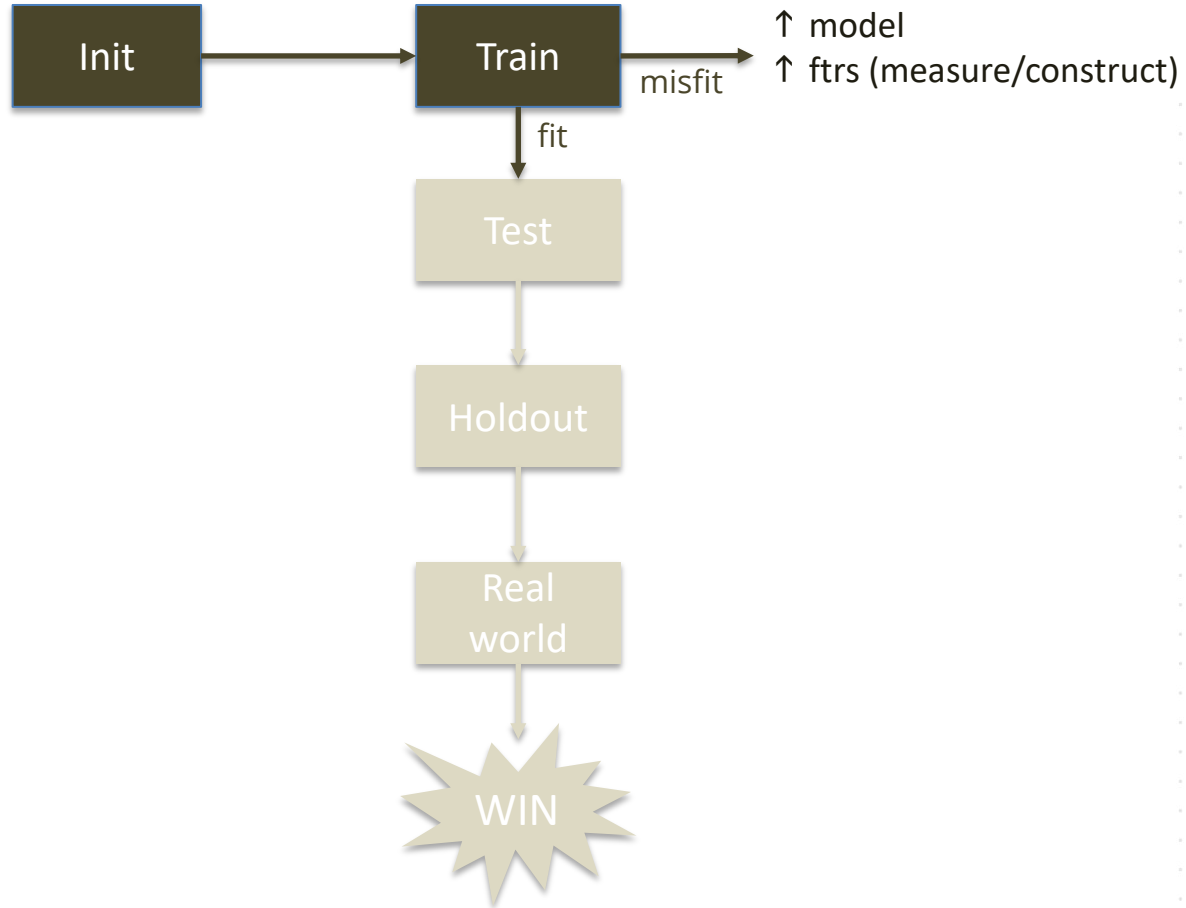 Init
Train
misfit
↑ model
↑ ftrs (measure/construct)
fit
Test
Holdout
Real
world
WIN